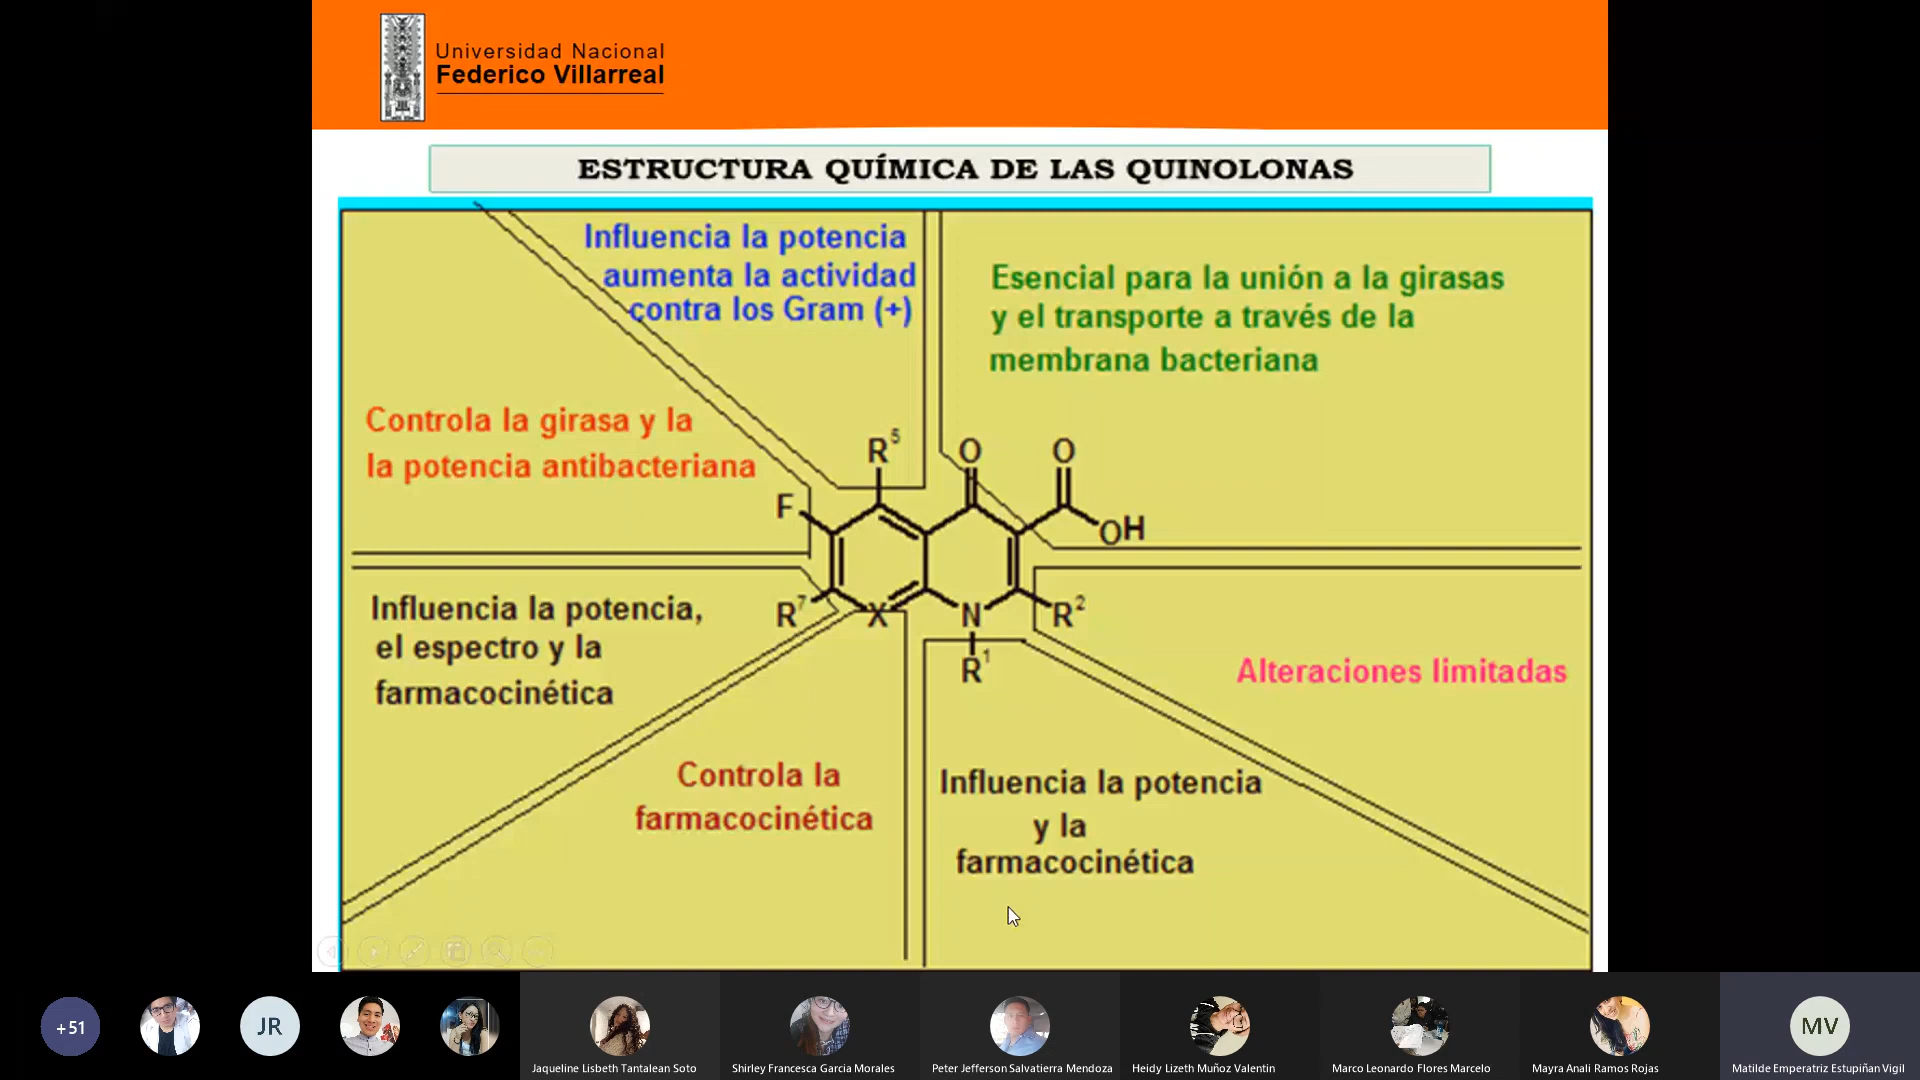 Universidad Nacional
Federico Villarreal
ESTRUCTURA QUÍMICA DE LAS QUINOLONAS
Influencia la potencia
aumenta la actividad
contra los Gram (+)
Esencial para la unión a la girasas
y el transporte a través de la
membrana bacteriana
Controla la girasa y la
la potencia antibacteriana
R5
O
O
F
OH
R7
X
N
R2
R1
Influencia la potencia,
el espectro y la
farmacocinética
Alteraciones limitadas
Controla la
farmacocinética
Influencia la potencia
y la
farmacocinética
+51
JR
MV
Jaqueline Lisbeth Tantalean Soto
Shirley Francesca Garcia Morales
Peter Jefferson Salvatierra Mendoza
Heidy Lizeth Muñoz Valentin
Marco Leonardo Flores Marcelo
Mayra Anali Ramos Rojas
Matilde Emperatriz Estupiñan Vigil